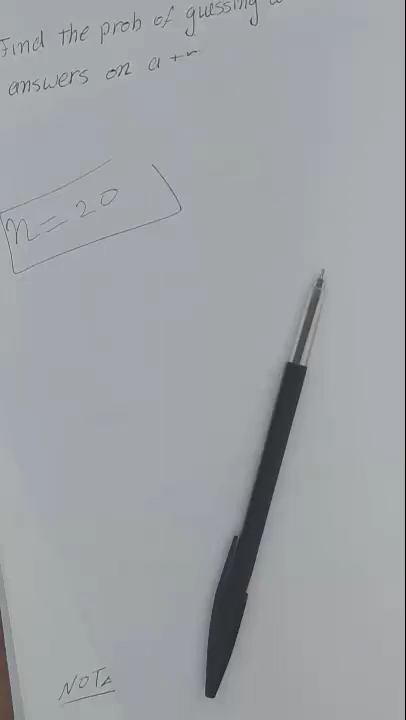 Find the prob of guessing
answers on a
n = 20
NOTA